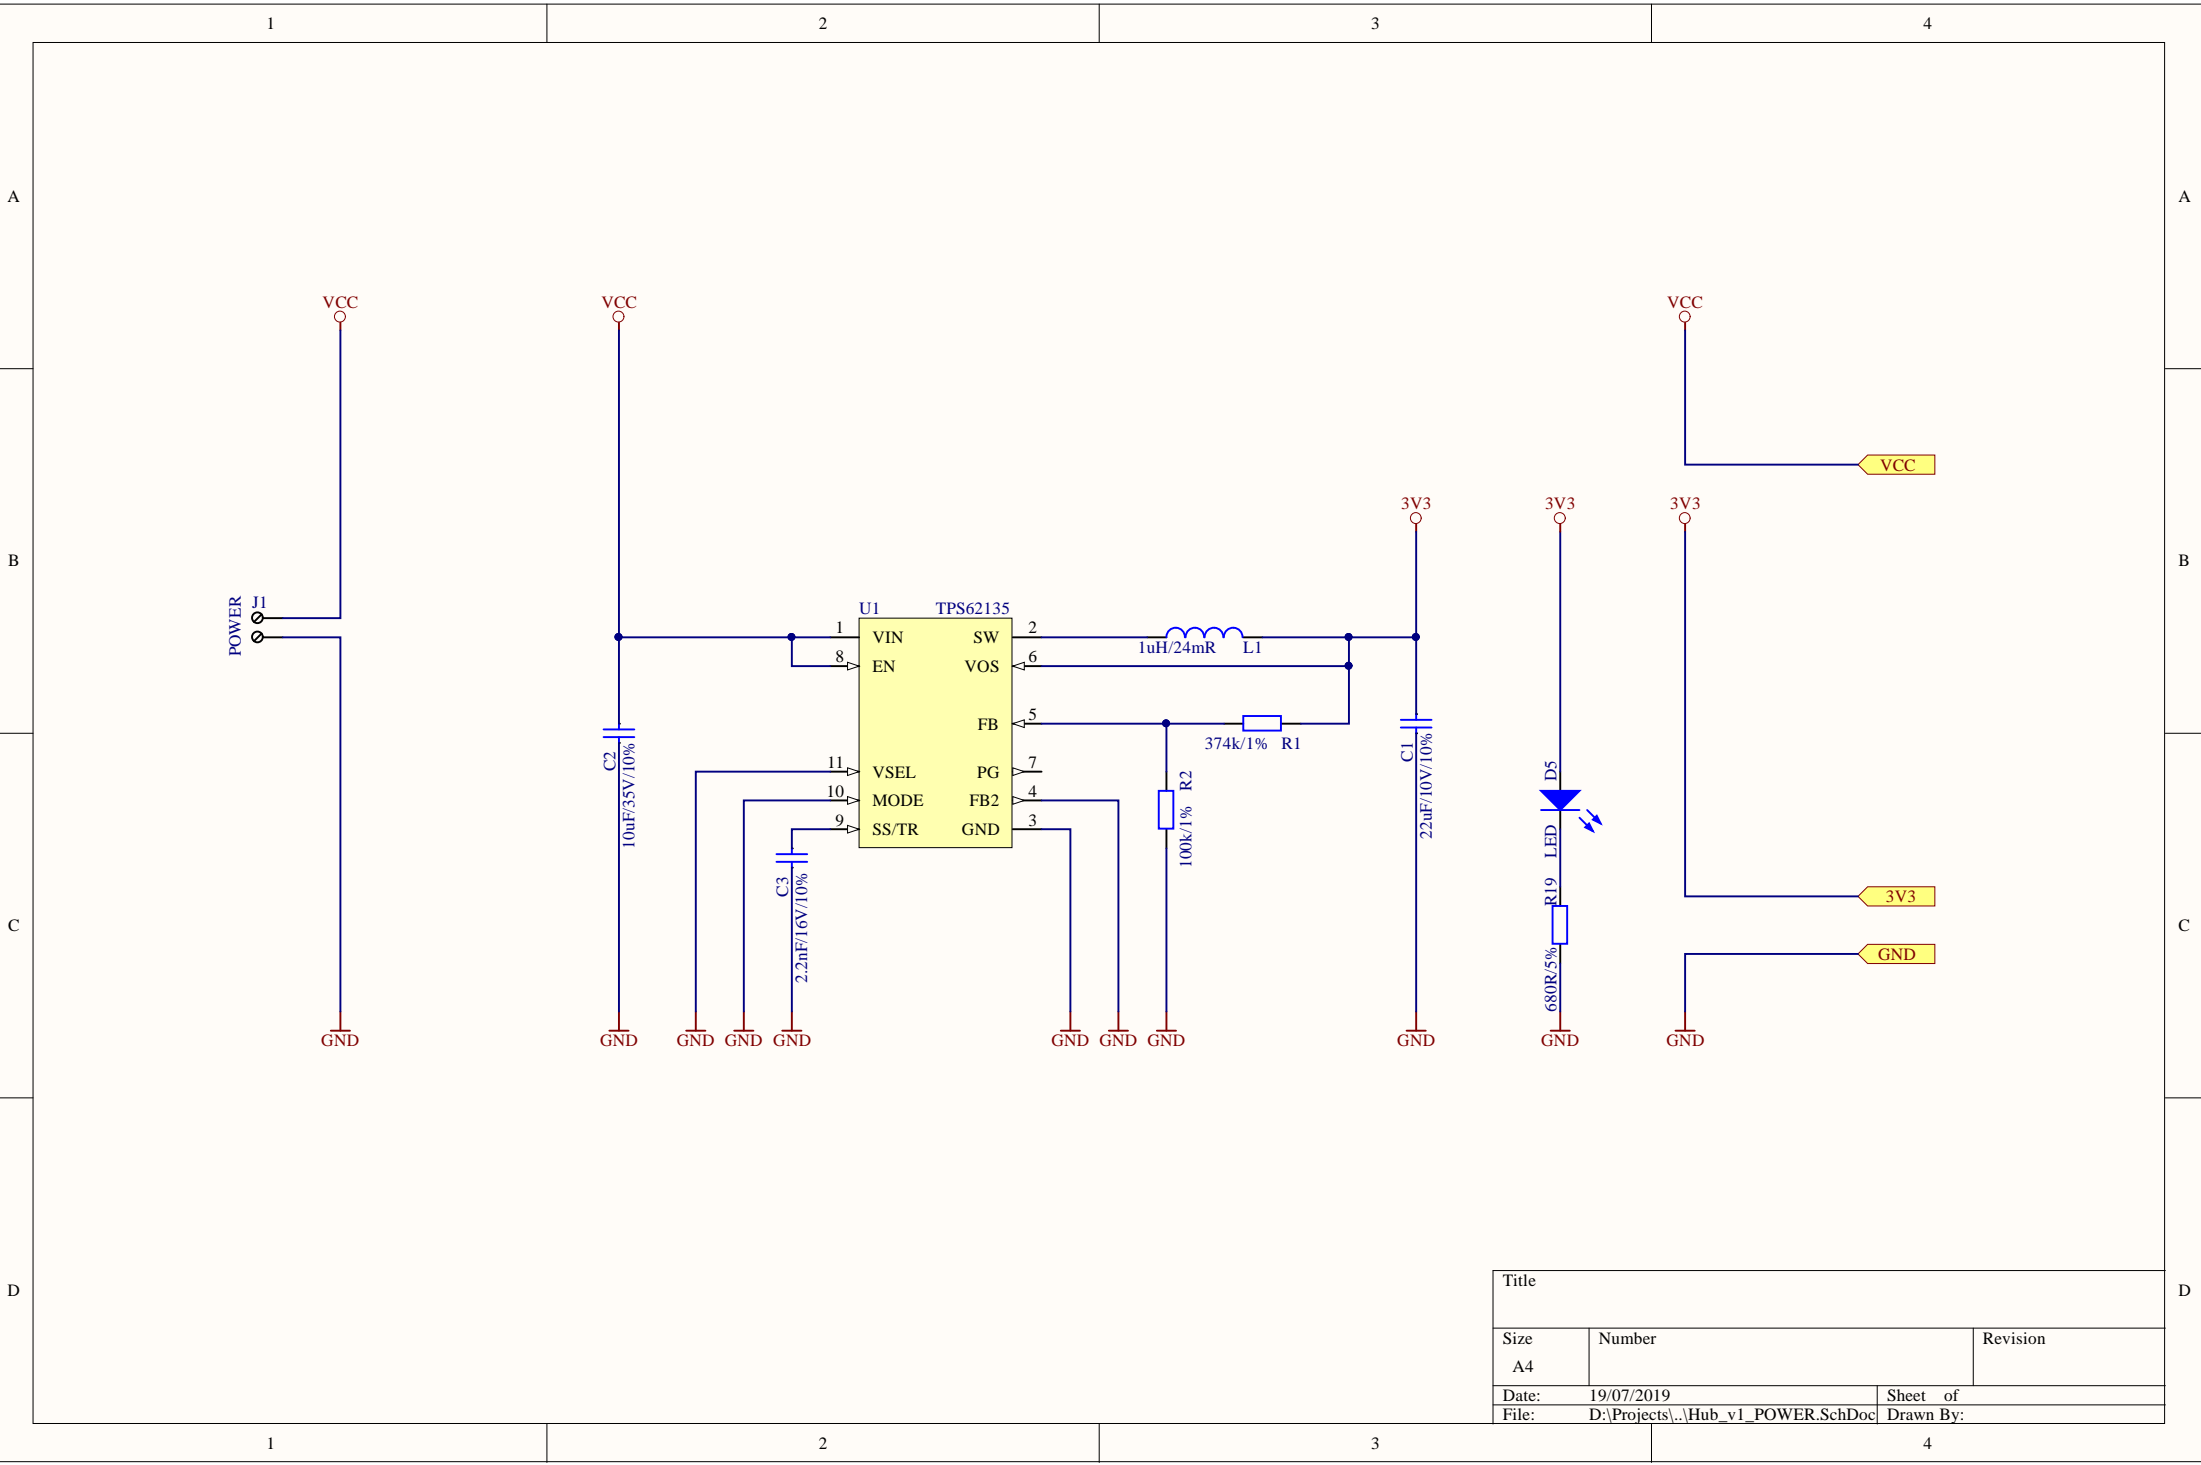 1 2 3 4
A A
VCC VCC VCC
VCC
3V3 3V3 3V3
B B
POWER J1
U1 TPS62135
1 VIN SW 2
1uH/24mR L1
8 EN VOS 6
FB 5
374k/1% R1
C2
10uF/35V/10%
11 VSEL PG 7
10 MODE FB2 4
9 SS/TR GND 3
C3
2.2nF/16V/10%
100k/1% R2
C1
22uF/10V/10%
LED D5
R19
680R/5%
3V3
C C
GND
GND GND GND GND GND GND GND GND GND GND GND
D D
Title
Size Number Revision
A4
Date: 19/07/2019 Sheet of
File: D:\Projects\..\Hub_v1_POWER.SchDoc Drawn By:
1 2 3 4